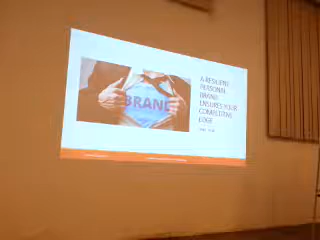 BRAND
A RESILIENT
PERSONAL
BRAND
ENSURES YOUR
COMPETITIVE
EDGE